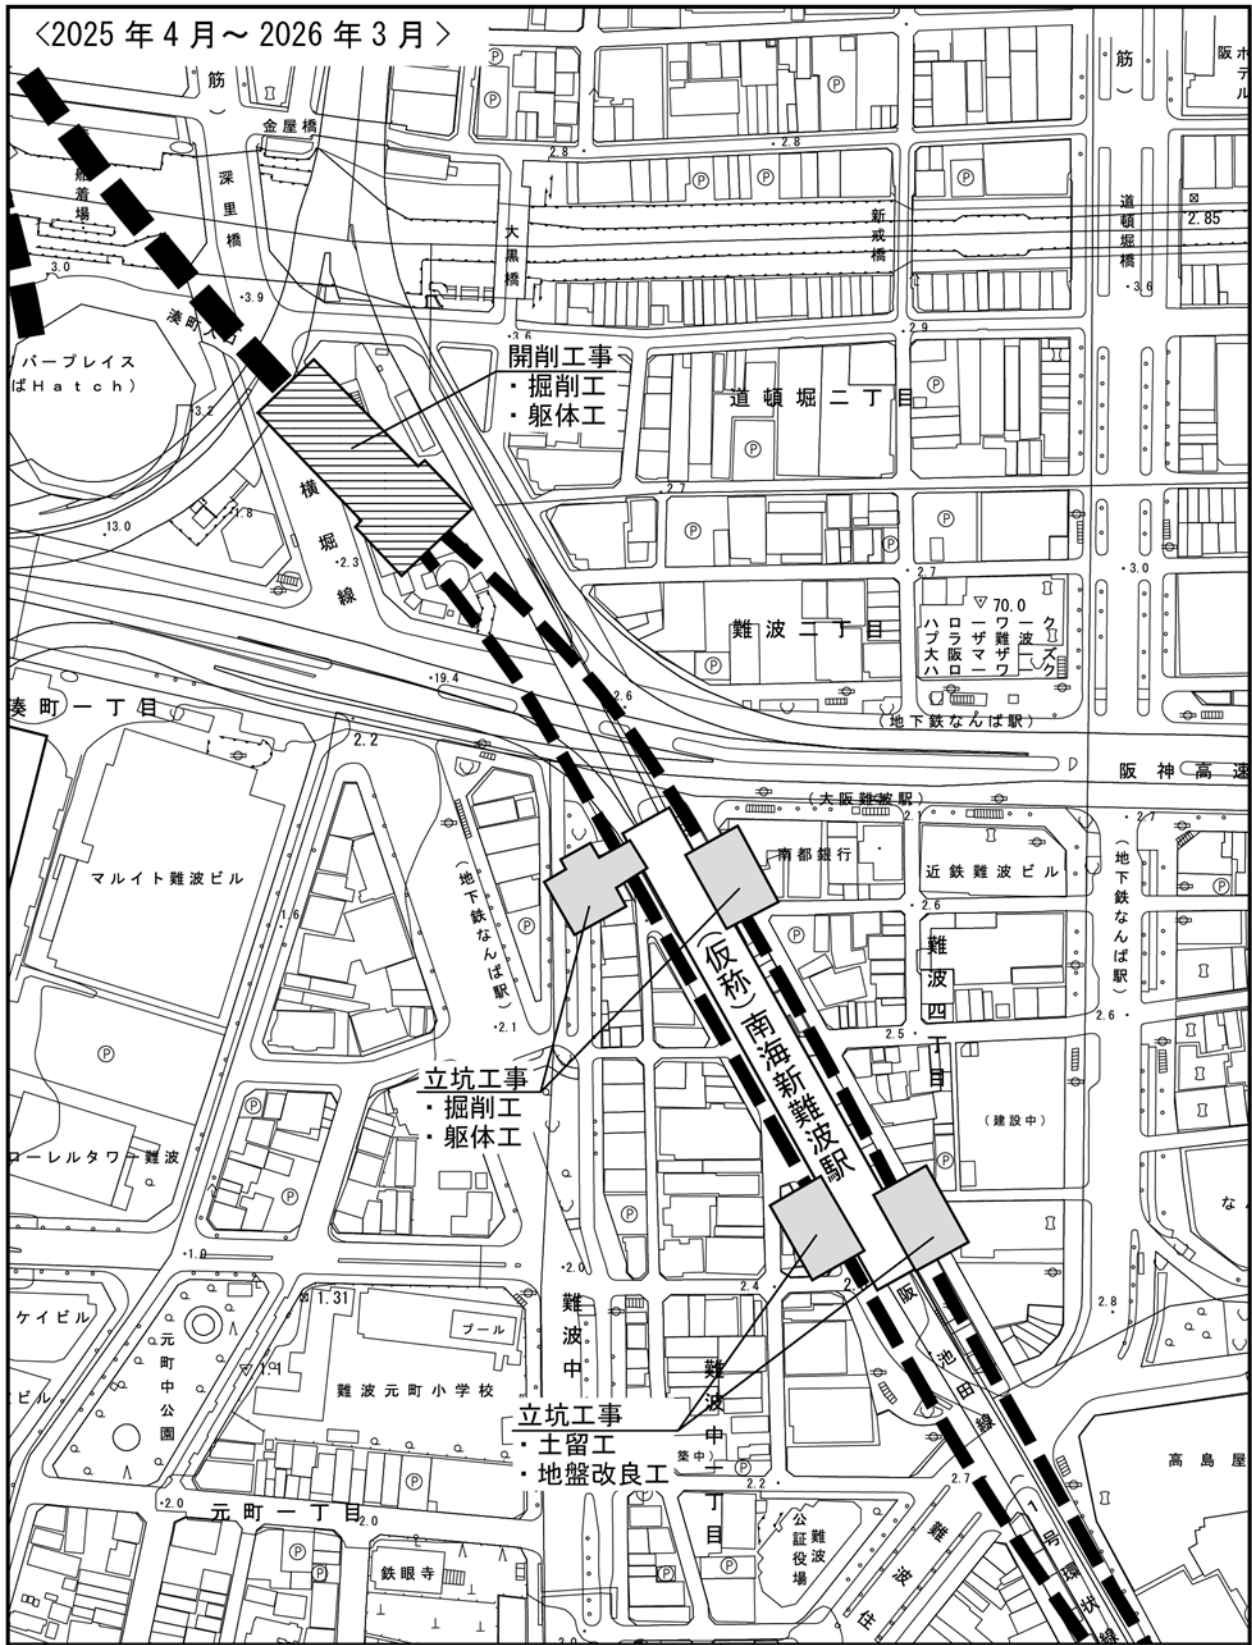 <2025年4月～2026年3月>
筋）
金屋橋
船着場
深里橋
大黒橋
新戎橋
道頓堀橋
筋）
阪ホテル
2.8
2.8
2.85
3.0
3.9
3.6
3.6
2.9
バープレイス
ばHatch）
3.2
開削工事
・掘削工
・躯体工
道頓堀二丁目
横堀線
13.0
1.8
2.3
2.7
2.7
3.0
難波二丁目
70.0
ハローワーク
プラザ難波
大阪マザーズ
ハローワーク
（地下鉄なんば駅）
湊町一丁目
19.4
2.6
2.2
阪神高速
（大阪難波駅）
2.1
2.7
南都銀行
近鉄難波ビル
マルイト難波ビル
（地下鉄なんば駅）
（地下鉄なんば駅）
1.6
2.6
難波四丁目
2.1
2.5
2.6
（仮称）南海新難波駅
立坑工事
・掘削工
・躯体工
（建設中）
ローレルタワー難波
な
1.0
2.0
2.4
2.8
1.31
プール
ケイビル
ビル
元町中公園
難波元町小学校
難波中
難波中一丁目
阪
池田線
立坑工事
・土留工
・地盤改良工
築中）
高島屋
2.0
元町一丁目
2.0
2.2
2.7
鉄眼寺
難波
公証役場
難波住
（1号環状線